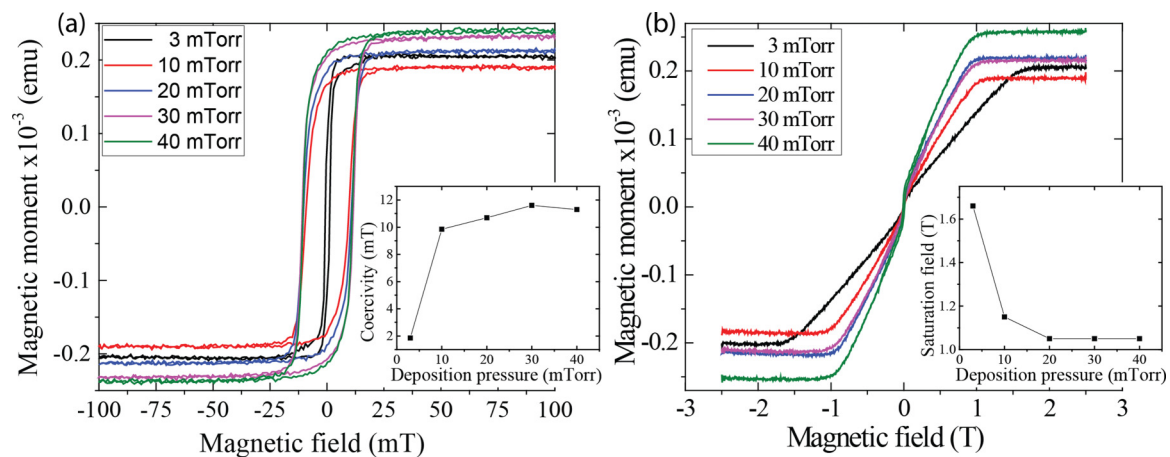 (a)
Magnetic moment x10⁻³ (emu)
0.2
0.1
0.0
-0.1
-0.2
3 mTorr
10 mTorr
20 mTorr
30 mTorr
40 mTorr
Coercivity (mT)
12
10
8
6
4
2
0
0 10 20 30 40
Deposition pressure (mTorr)
-100 -75 -50 -25 0 25 50 75 100
Magnetic field (mT)
(b)
Magnetic moment x10⁻³ (emu)
0.2
0.1
0.0
-0.1
-0.2
3 mTorr
10 mTorr
20 mTorr
30 mTorr
40 mTorr
Saturation field (T)
1.6
1.4
1.2
1.0
0 10 20 30 40
Deposition pressure (mTorr)
-3 -2 -1 0 1 2 3
Magnetic field (T)